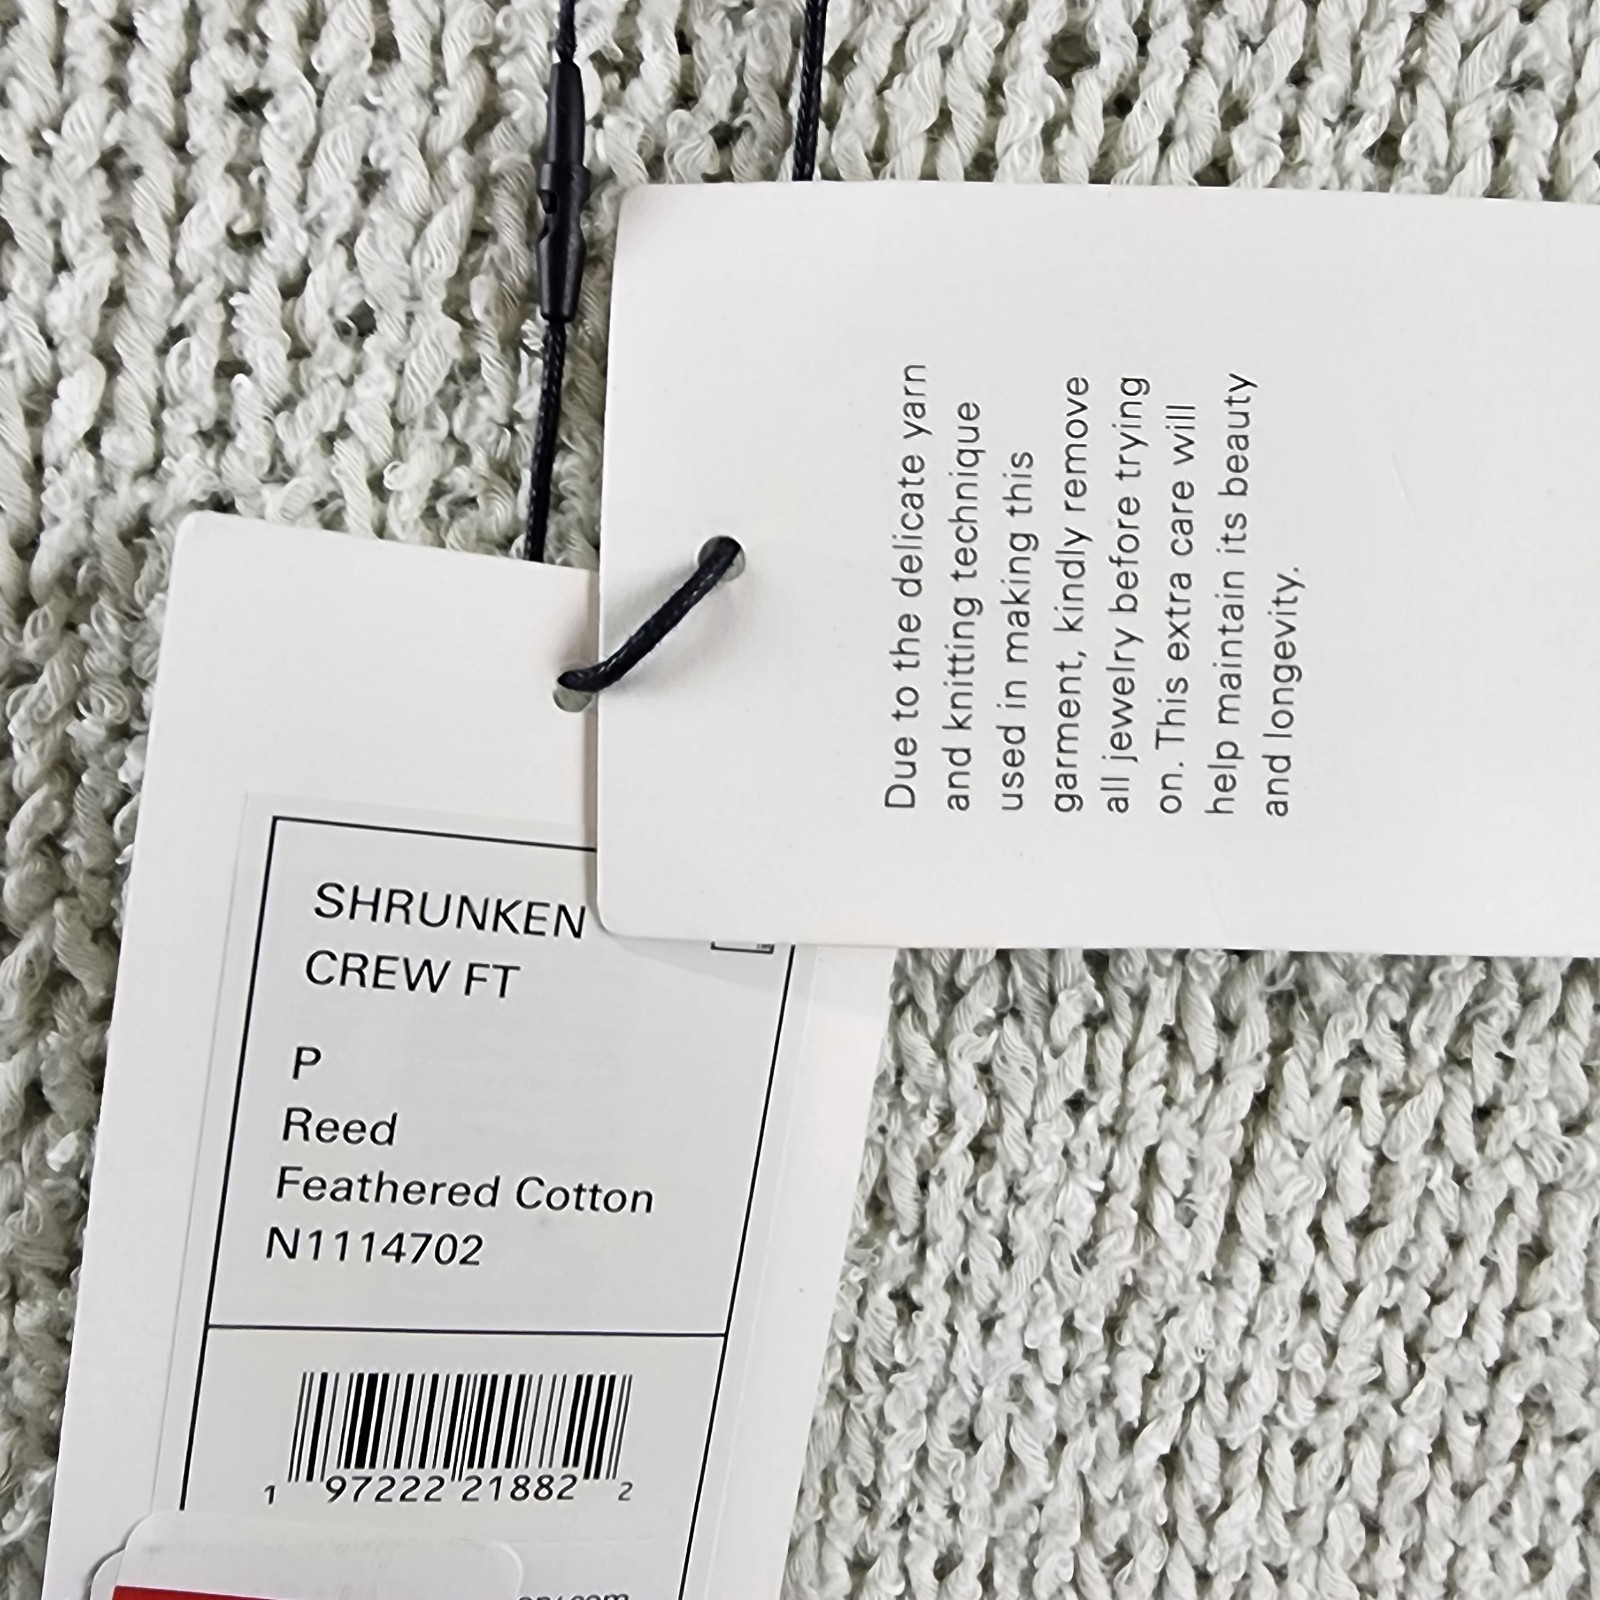 Due to the delicate yarn
and knitting technique
used in making this
garment, kindly remove
all jewelry before trying
on. This extra care will
help maintain its beauty
and longevity.
SHRUNKEN
CREW FT
P
Reed
Feathered Cotton
N1114702
1 97222 21882 2